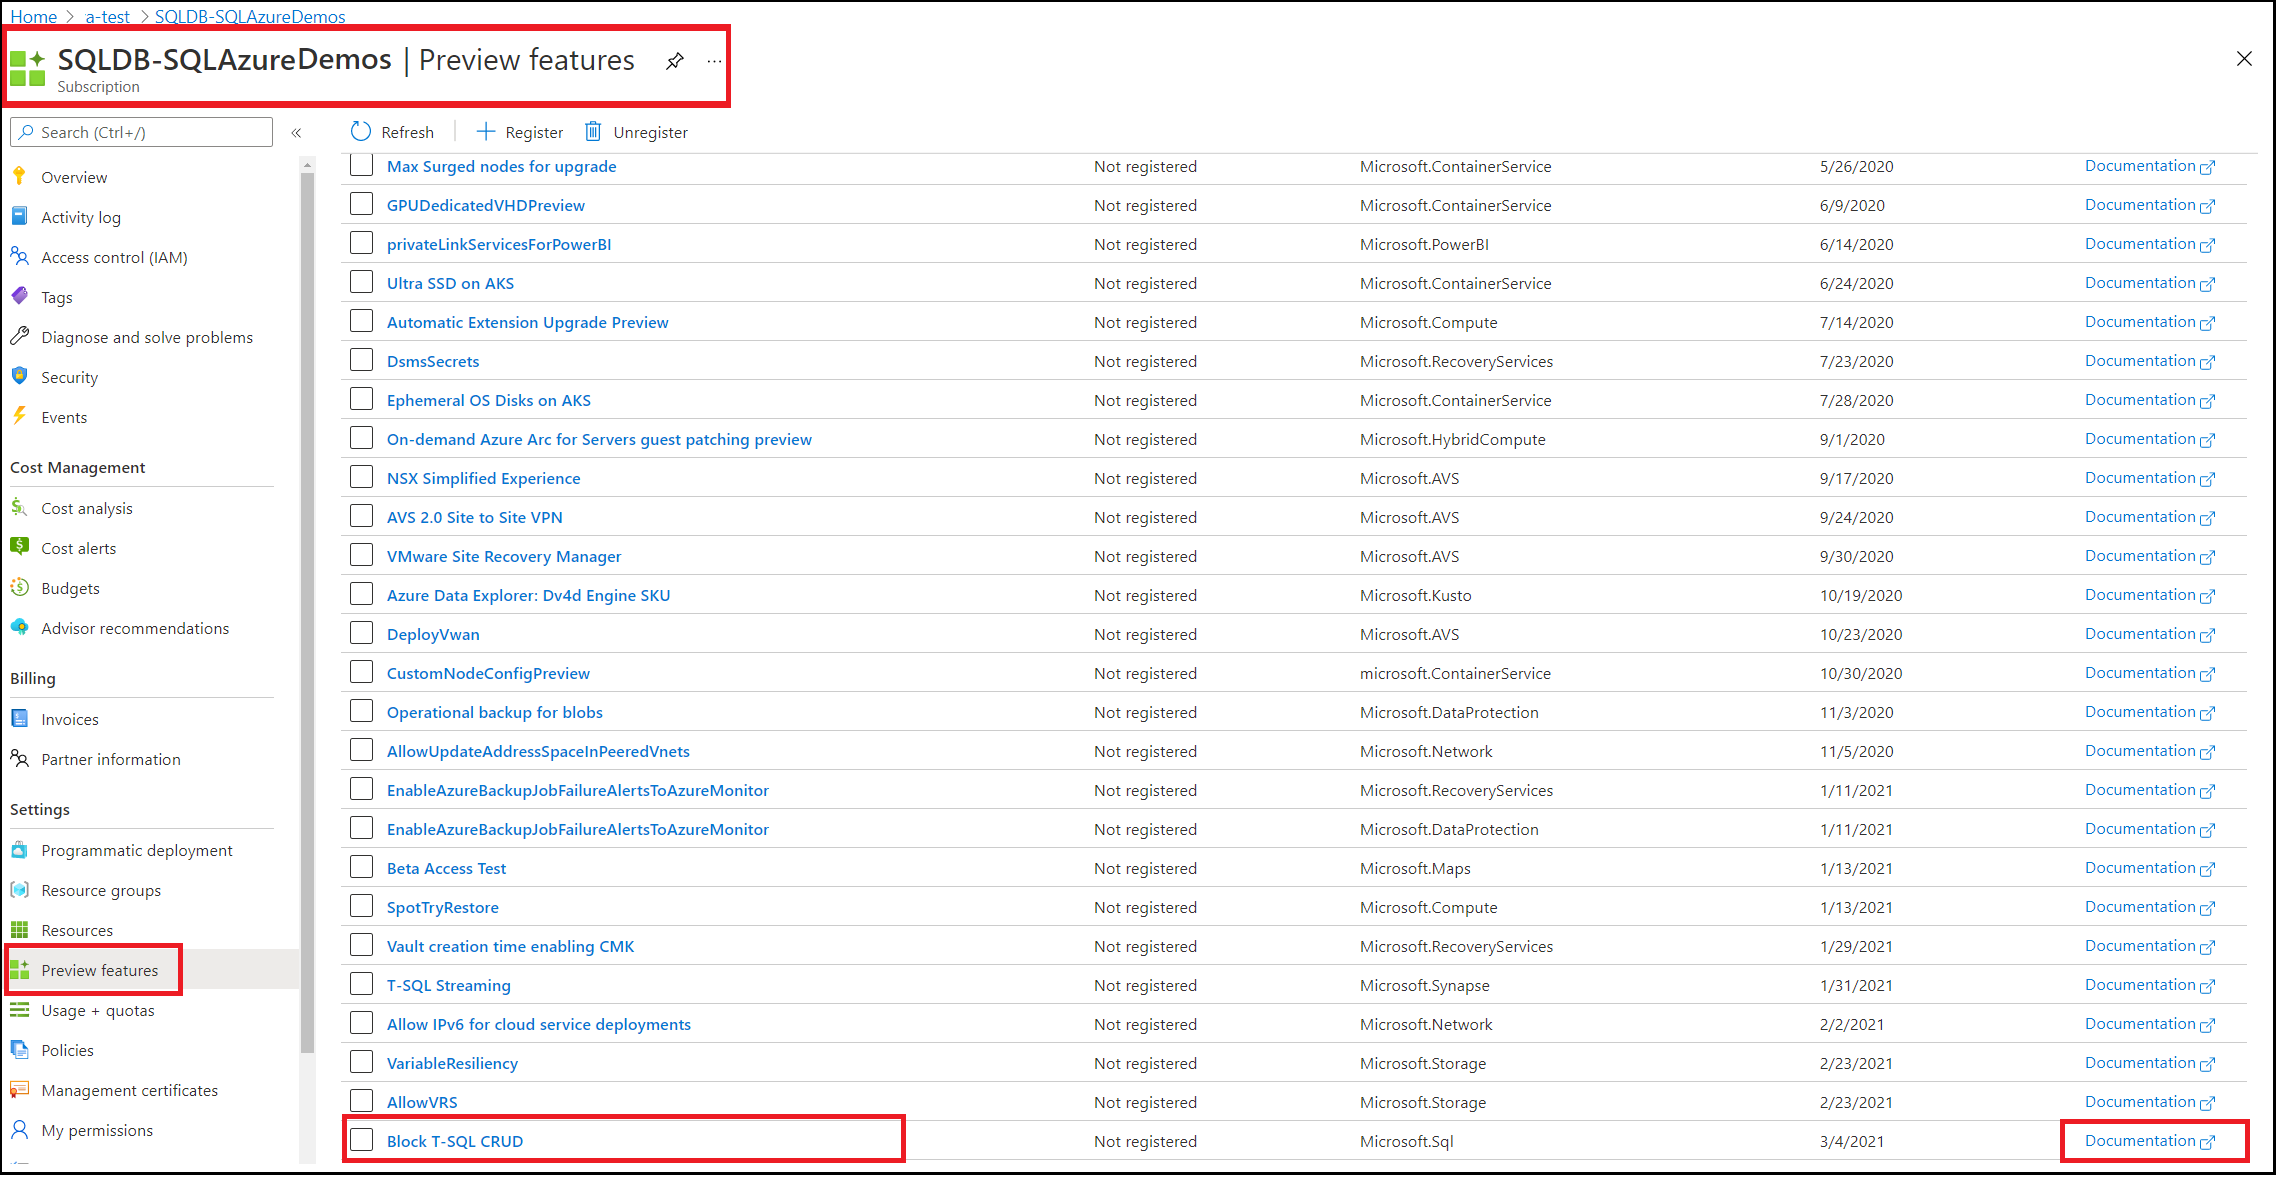 Home > a-test > SQLDB-SQLAzureDemos
SQLDB-SQLAzureDemos | Preview features ...
Subscription
Search (Ctrl+/) «
Overview
Activity log
Access control (IAM)
Tags
Diagnose and solve problems
Security
Events
Cost Management
Cost analysis
Cost alerts
Budgets
Advisor recommendations
Billing
Invoices
Partner information
Settings
Programmatic deployment
Resource groups
Resources
Preview features
Usage + quotas
Policies
Management certificates
My permissions
Refresh | + Register Unregister
Max Surged nodes for upgrade Not registered Microsoft.ContainerService 5/26/2020 Documentation
GPUDedicatedVHDPreview Not registered Microsoft.ContainerService 6/9/2020 Documentation
privateLinkServicesForPowerBI Not registered Microsoft.PowerBI 6/14/2020 Documentation
Ultra SSD on AKS Not registered Microsoft.ContainerService 6/24/2020 Documentation
Automatic Extension Upgrade Preview Not registered Microsoft.Compute 7/14/2020 Documentation
DsmsSecrets Not registered Microsoft.RecoveryServices 7/23/2020 Documentation
Ephemeral OS Disks on AKS Not registered Microsoft.ContainerService 7/28/2020 Documentation
On-demand Azure Arc for Servers guest patching preview Not registered Microsoft.HybridCompute 9/1/2020 Documentation
NSX Simplified Experience Not registered Microsoft.AVS 9/17/2020 Documentation
AVS 2.0 Site to Site VPN Not registered Microsoft.AVS 9/24/2020 Documentation
VMware Site Recovery Manager Not registered Microsoft.AVS 9/30/2020 Documentation
Azure Data Explorer: Dv4d Engine SKU Not registered Microsoft.Kusto 10/19/2020 Documentation
DeployVwan Not registered Microsoft.AVS 10/23/2020 Documentation
CustomNodeConfigPreview Not registered microsoft.ContainerService 10/30/2020 Documentation
Operational backup for blobs Not registered Microsoft.DataProtection 11/3/2020 Documentation
AllowUpdateAddressSpaceInPeeredVnets Not registered Microsoft.Network 11/5/2020 Documentation
EnableAzureBackupJobFailureAlertsToAzureMonitor Not registered Microsoft.RecoveryServices 1/11/2021 Documentation
EnableAzureBackupJobFailureAlertsToAzureMonitor Not registered Microsoft.DataProtection 1/11/2021 Documentation
Beta Access Test Not registered Microsoft.Maps 1/13/2021 Documentation
SpotTryRestore Not registered Microsoft.Compute 1/13/2021 Documentation
Vault creation time enabling CMK Not registered Microsoft.RecoveryServices 1/29/2021 Documentation
T-SQL Streaming Not registered Microsoft.Synapse 1/31/2021 Documentation
Allow IPv6 for cloud service deployments Not registered Microsoft.Network 2/2/2021 Documentation
VariableResiliency Not registered Microsoft.Storage 2/23/2021 Documentation
AllowVRS Not registered Microsoft.Storage 2/23/2021 Documentation
Block T-SQL CRUD Not registered Microsoft.Sql 3/4/2021 Documentation